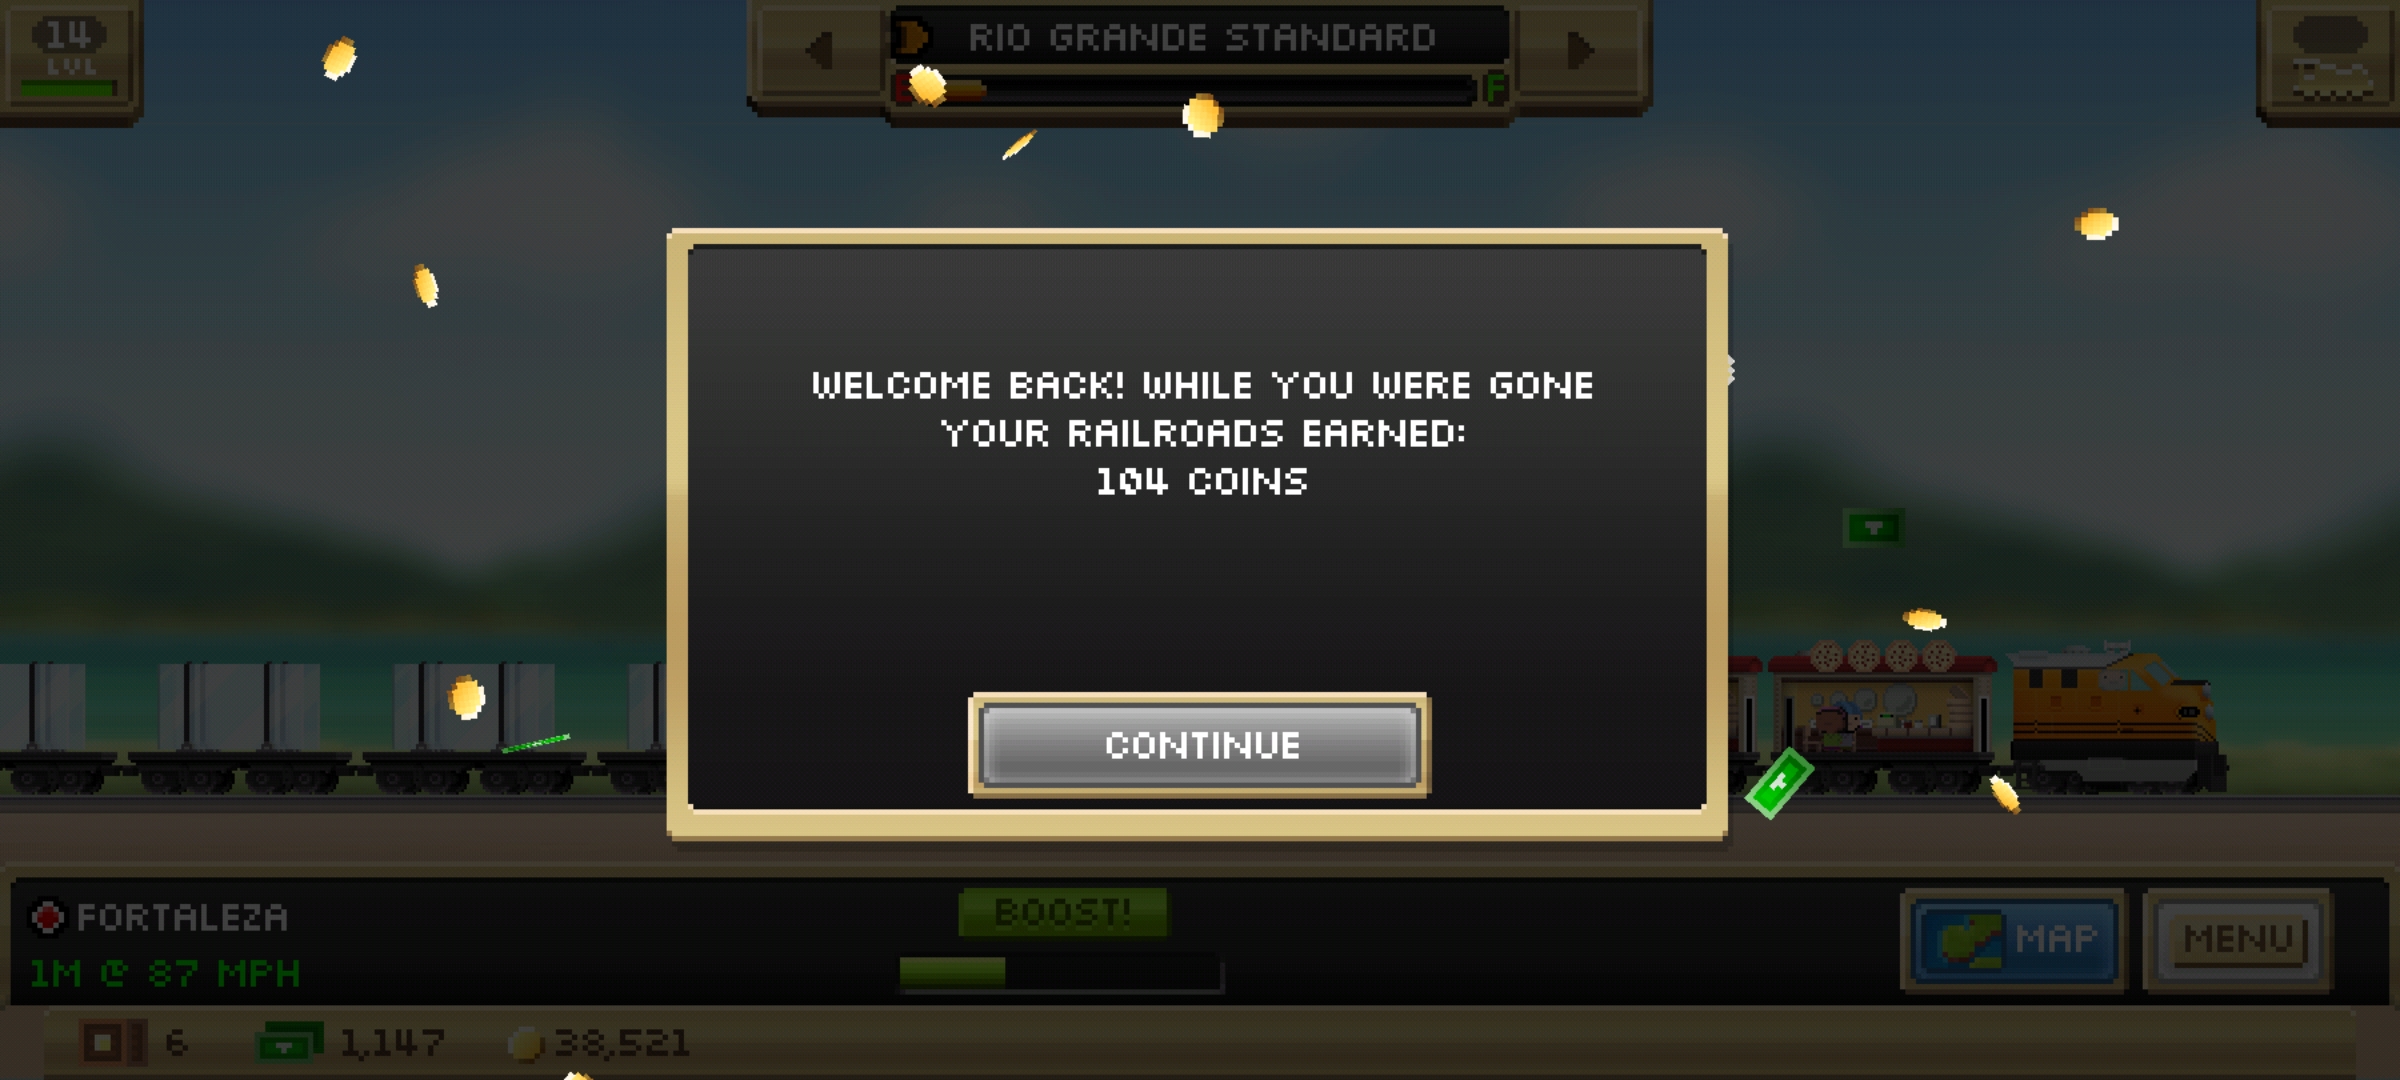 14
LVL
RIO GRANDE STANDARD
F
WELCOME BACK! WHILE YOU WERE GONE
YOUR RAILROADS EARNED:
104 COINS
CONTINUE
FORTALEZA
1M @ 87 MPH
BOOST!
MAP
MENU
6
1,147
38,521